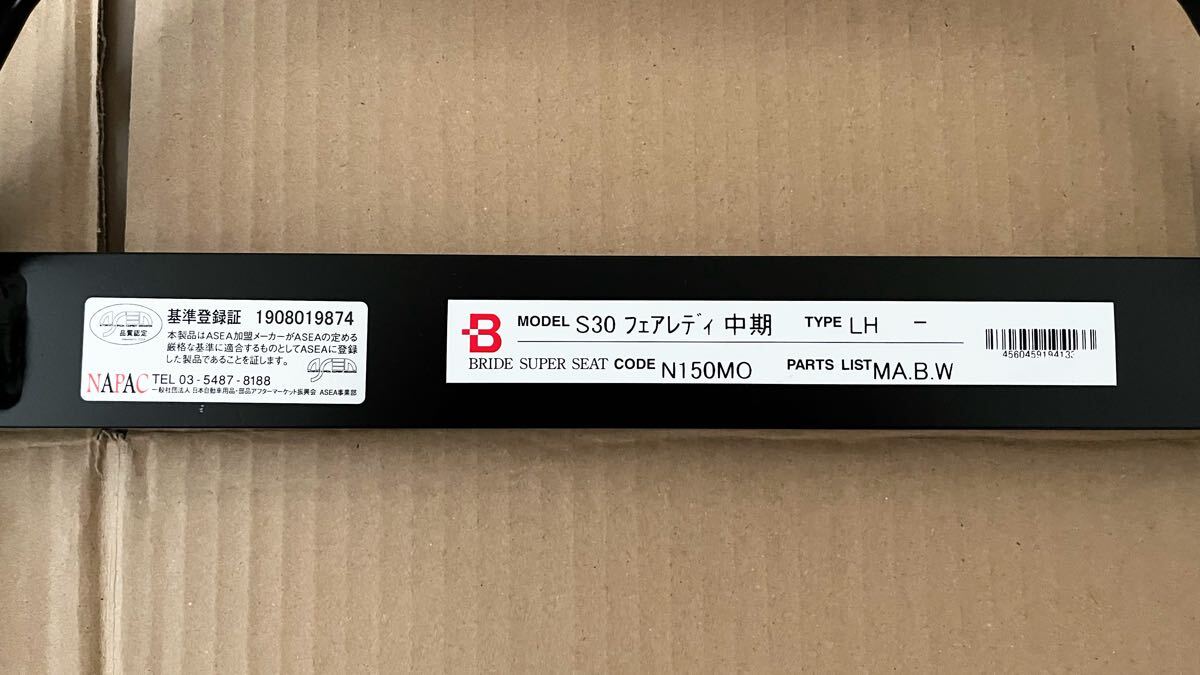 品質認定
基準登録証 1908019874
本製品はASEA加盟メーカーがASEAの定める
厳格な基準に適合するものとしてASEAに登録
した製品であることを証します。
ASEA
NAPAC TEL 03-5487-8188
一般社団法人 日本自動車用品・部品アフターマーケット振興会 ASEA事業部
B MODEL S30 フェアレディ 中期 TYPE LH －
BRIDE SUPER SEAT CODE N150MO PARTS LIST MA.B.W
456045919413